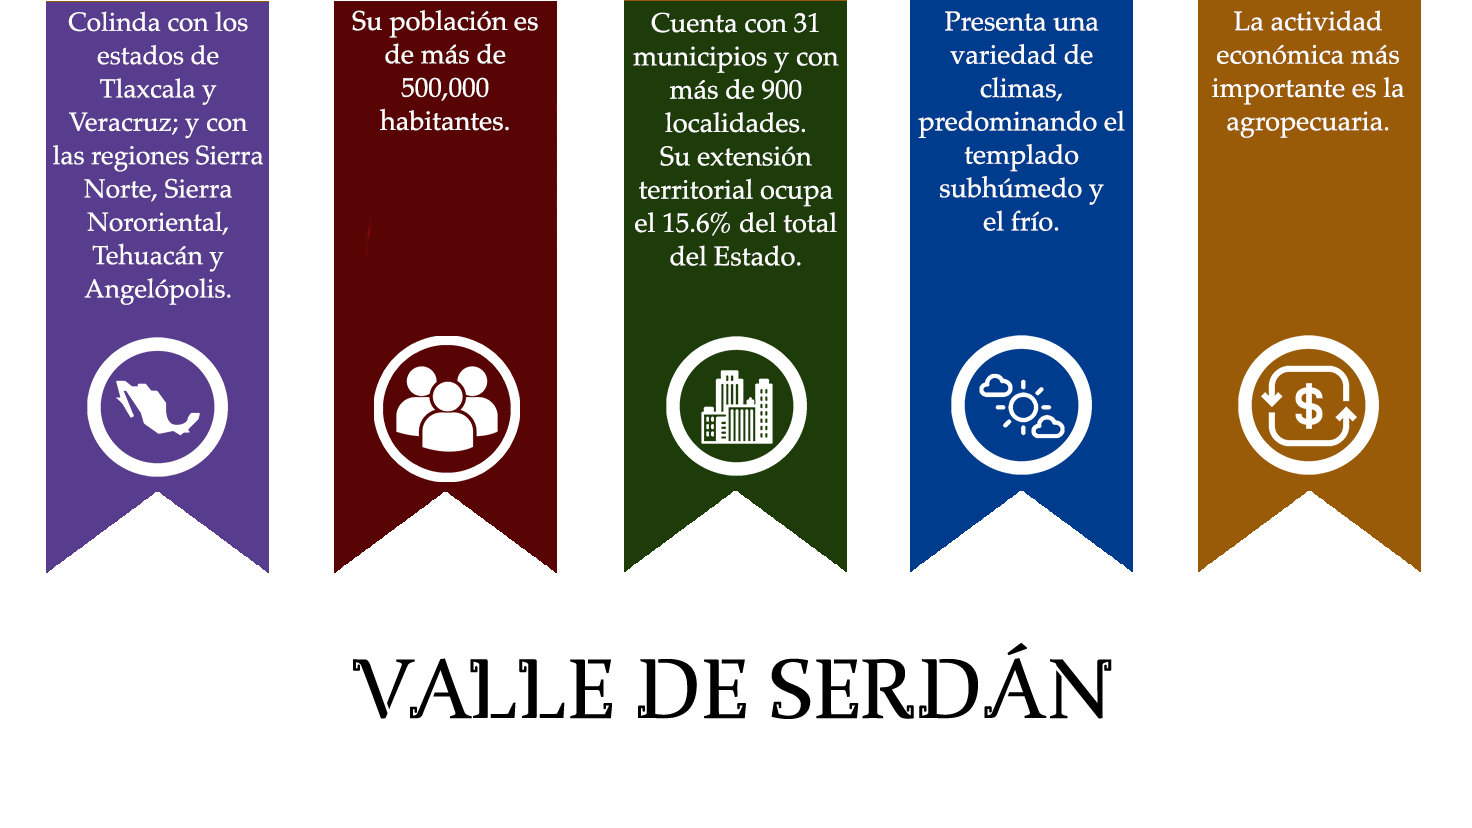 Colinda con los
estados de
Tlaxcala y
Veracruz; y con
las regiones Sierra
Norte, Sierra
Nororiental,
Tehuacán y
Angelópolis.
Su población es
de más de
500,000
habitantes.
Cuenta con 31
municipios y con
más de 900
localidades.
Su extensión
territorial ocupa
el 15.6% del total
del Estado.
Presenta una
variedad de
climas,
predominando el
templado
subhúmedo y
el frío.
La actividad
económica más
importante es la
agropecuaria.
$
VALLE DE SERDÁN